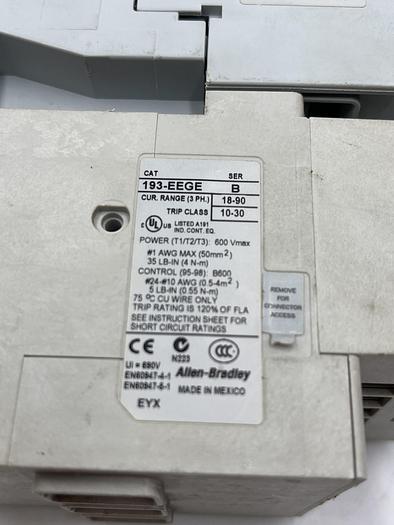 CAT SER
193-EEGE B
CUR. RANGE (3 PH.) 18-90
TRIP CLASS 10-30
UL US LISTED A191
IND. CONT. EQ.
POWER (T1/T2/T3): 600 Vmax
#1 AWG MAX (50mm²)
35 LB-IN (4 N-m)
CONTROL (95-98): B600
#24-#10 AWG (0.5-4m²)
5 LB-IN (0.55 N-m)
75 ºC CU WIRE ONLY
TRIP RATING IS 120% OF FLA
SEE INSTRUCTION SHEET FOR
SHORT CIRCUIT RATINGS
REMOVE
FOR
CONNECTOR
ACCESS
CE N223 CCC
Ui = 690V
EN60947-4-1
EN60947-5-1
Allen-Bradley
MADE IN MEXICO
EYX